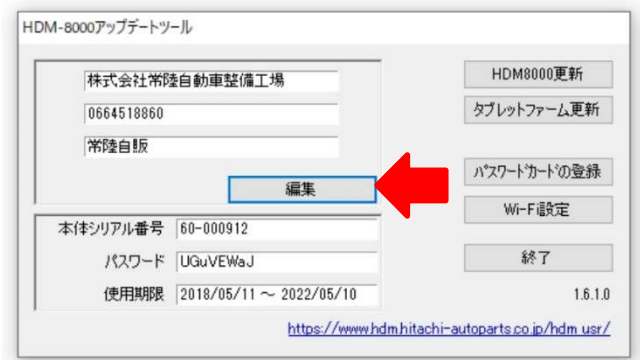 HDM-8000アップデートツール
株式会社常陸自動車整備工場
0664518860
常陸自販
編集
本体シリアル番号 60-000912
パスワード UGuVEWaJ
使用期限 2018/05/11 ～ 2022/05/10
HDM8000更新
タブレットファーム更新
パスワードカードの登録
Wi-Fi設定
終了
1.6.1.0
https://www.hdm.hitachi-autoparts.co.jp/hdm_usr/